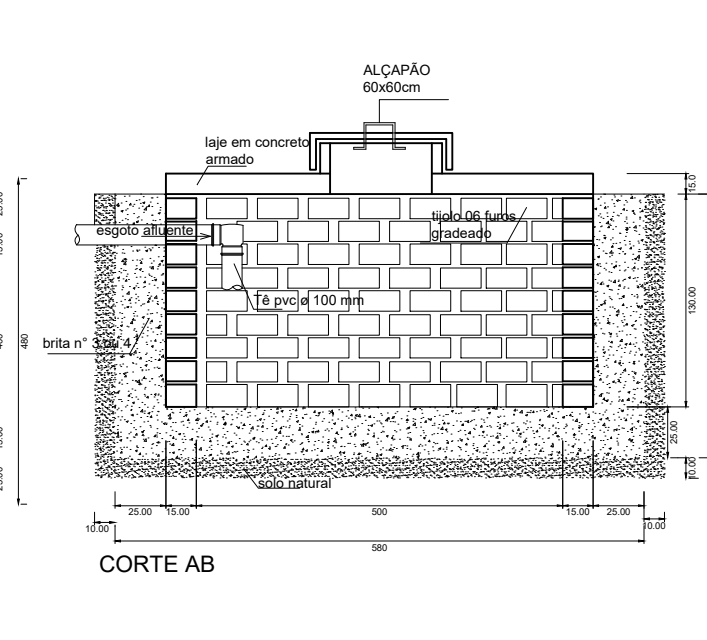 ALÇAPÃO
60x60cm
laje em concreto
armado
15.0
tijolo 06 furos
gradeado
esgoto afluente
Tê pvc ø 100 mm
130.00
brita n° 3 ou 4
480
25.00
10.00
solo natural
25.00
15.00
500
15.00
25.00
10.00
10.00
580
CORTE AB